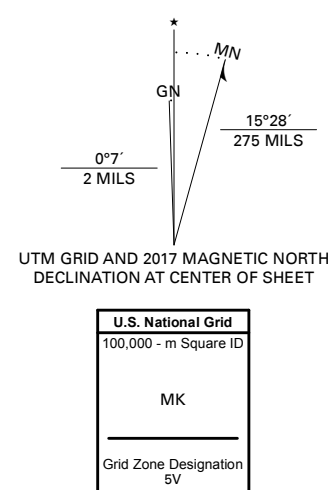 ★
MN
GN
15°28´
275 MILS
0°7´
2 MILS
UTM GRID AND 2017 MAGNETIC NORTH
DECLINATION AT CENTER OF SHEET
U.S. National Grid
100,000 - m Square ID
MK
Grid Zone Designation
5V